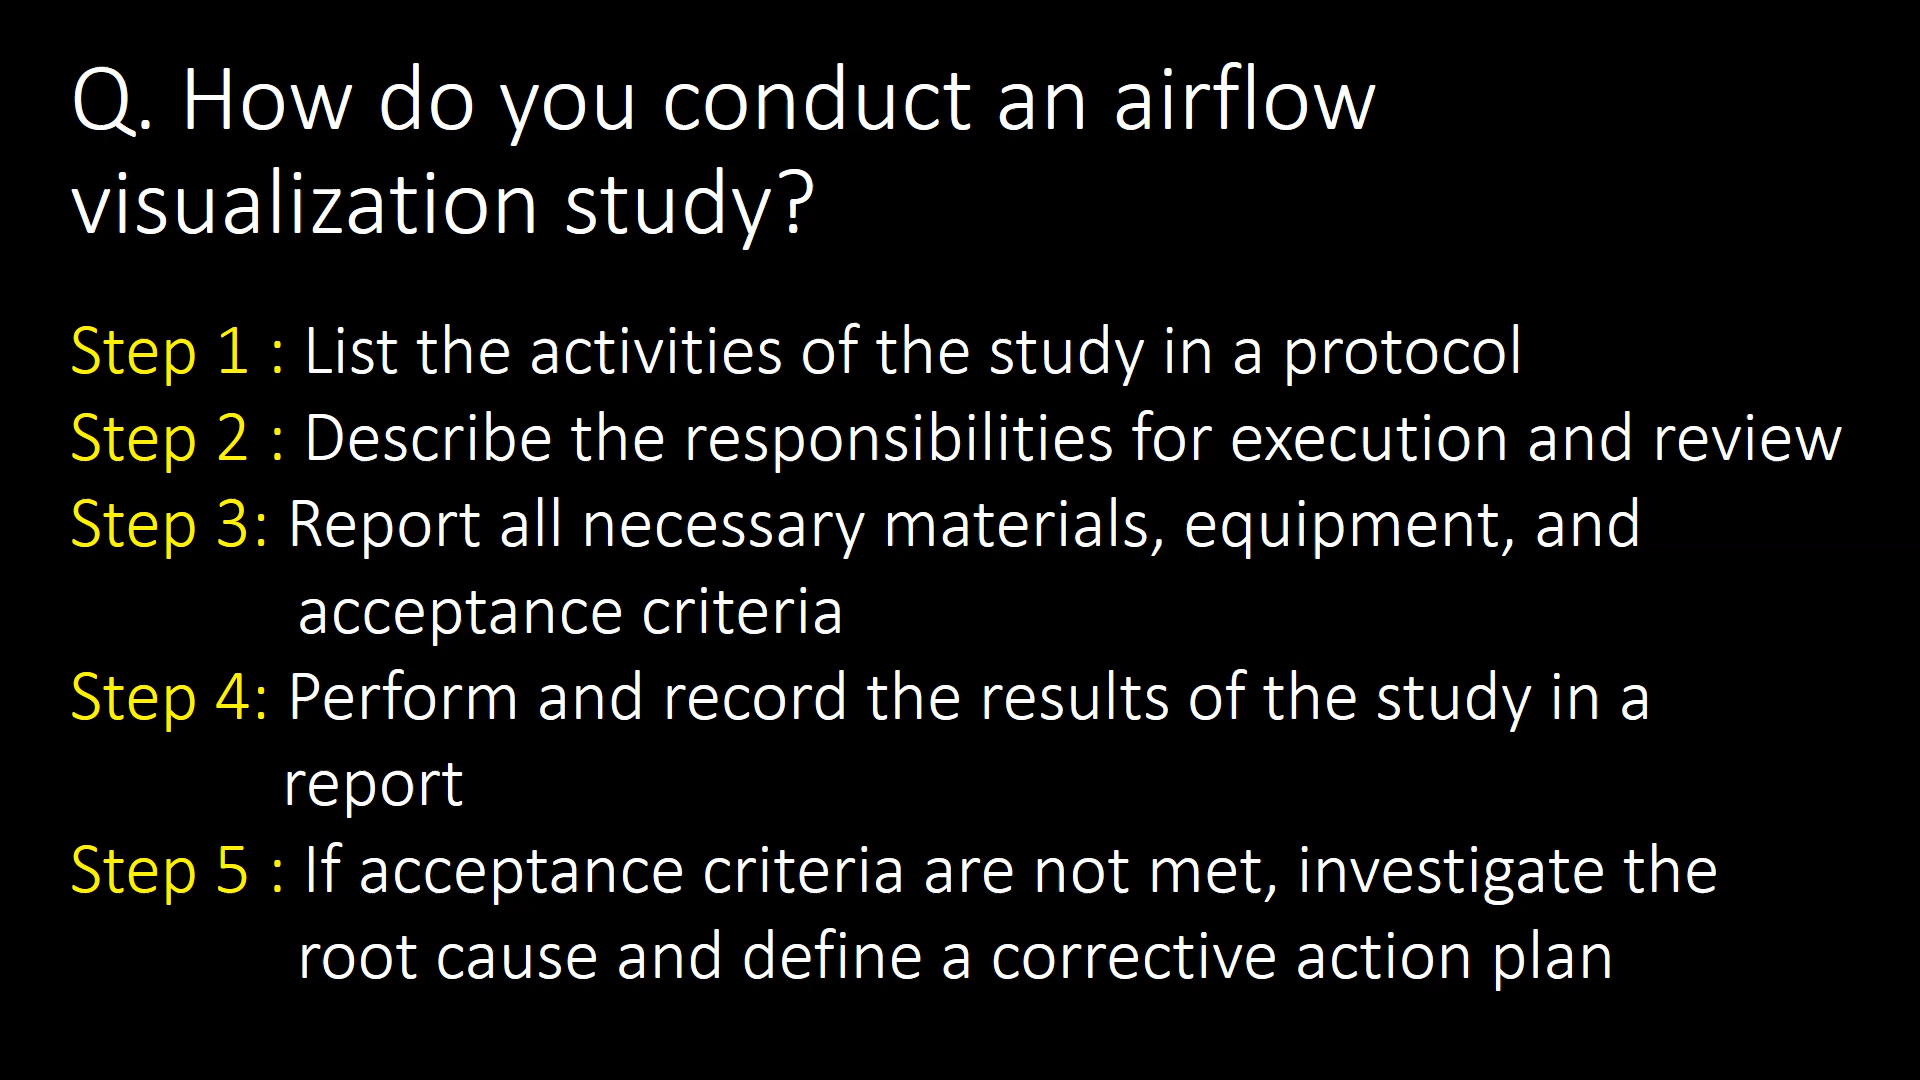 Q. How do you conduct an airflow
visualization study?
Step 1 : List the activities of the study in a protocol
Step 2 : Describe the responsibilities for execution and review
Step 3: Report all necessary materials, equipment, and
acceptance criteria
Step 4: Perform and record the results of the study in a
report
Step 5 : If acceptance criteria are not met, investigate the
root cause and define a corrective action plan